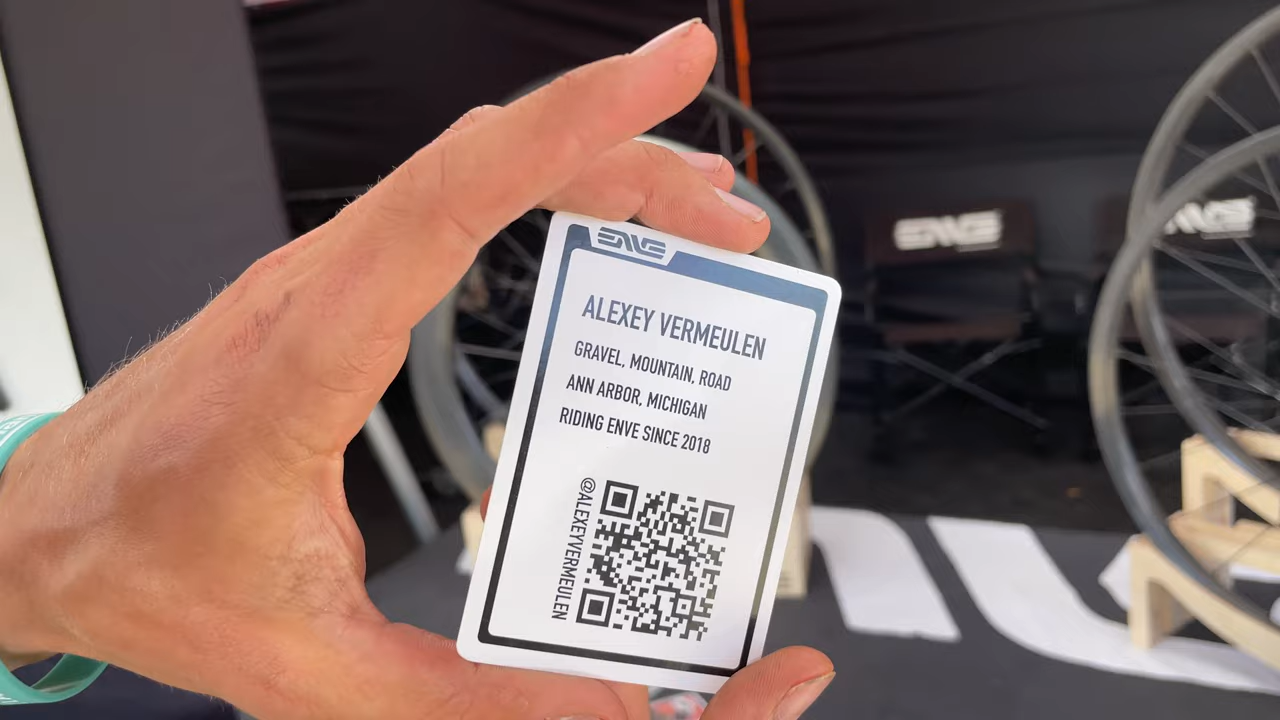 ENVE
ALEXEY VERMEULEN
GRAVEL, MOUNTAIN, ROAD
ANN ARBOR, MICHIGAN
RIDING ENVE SINCE 2018
@ALEXEYVERMEULEN
ENVE
ENVE